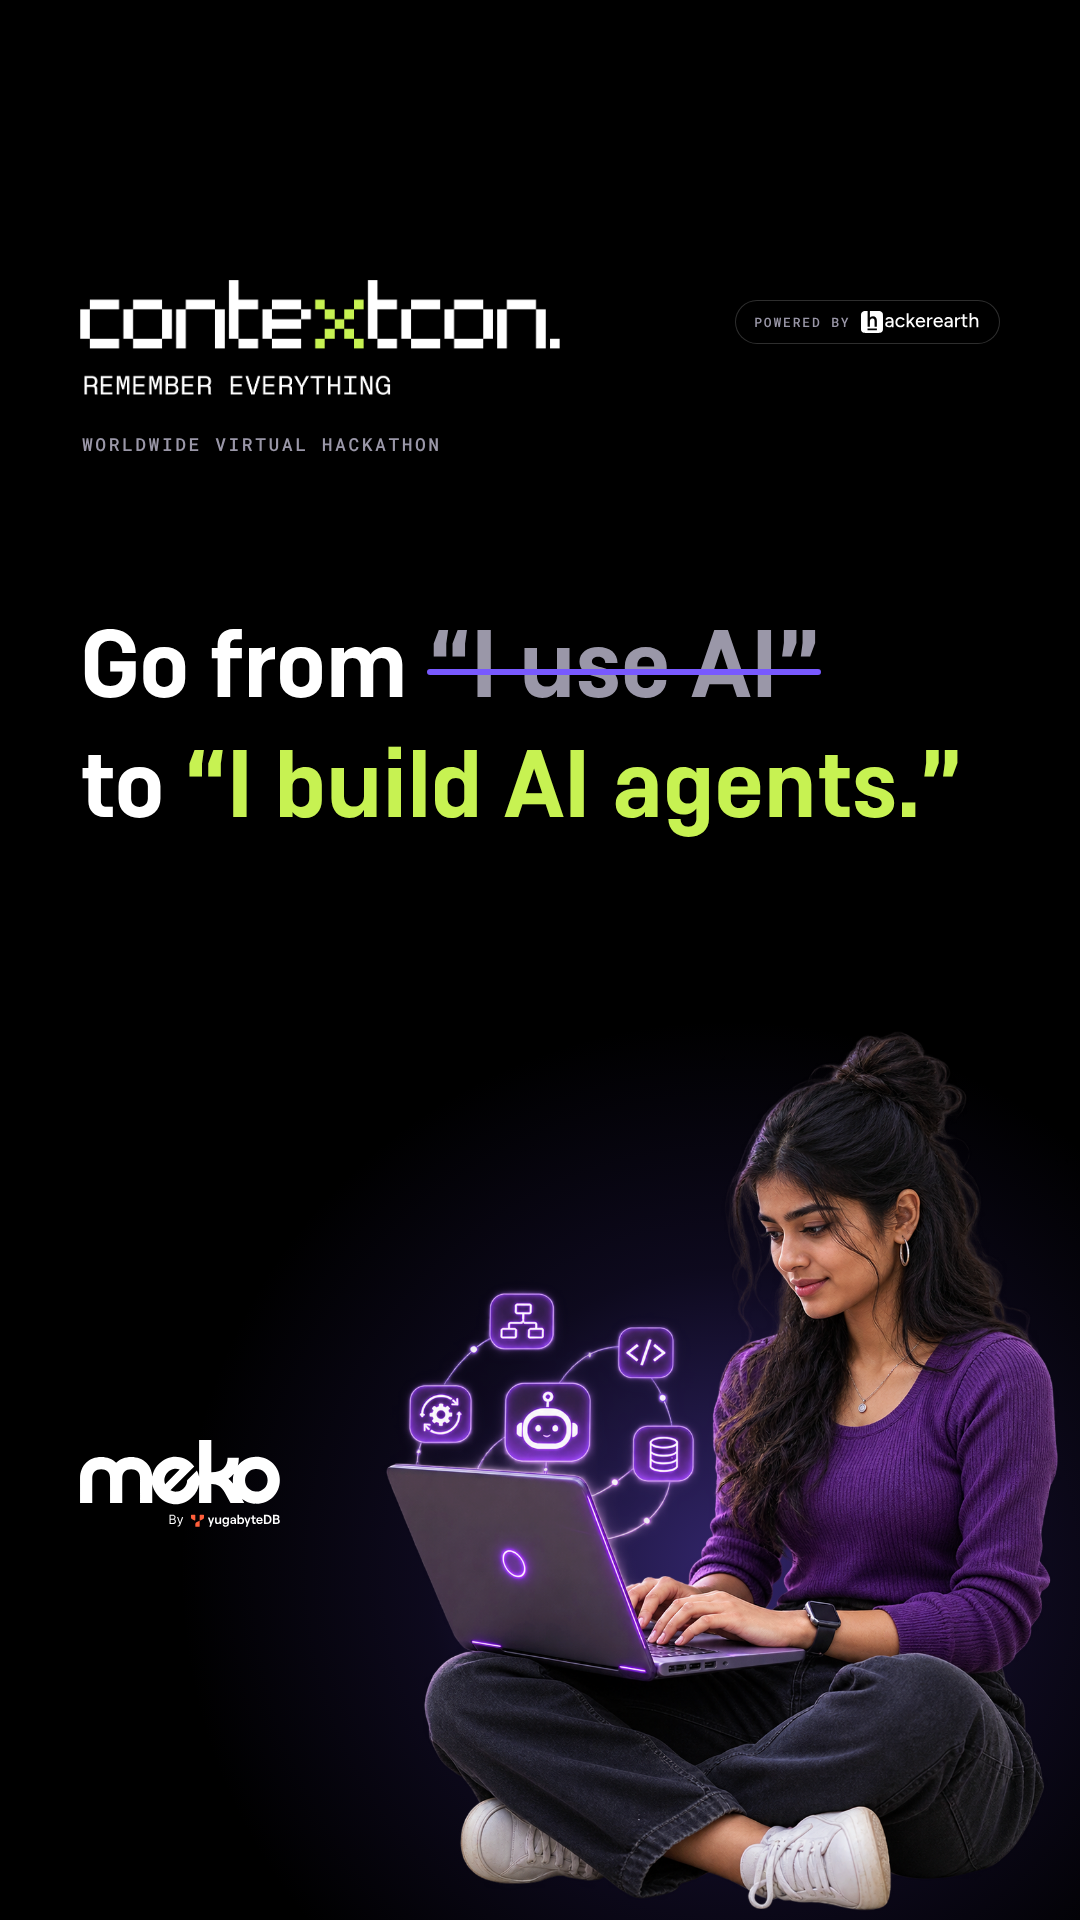 contextcon.
POWERED BY hackerearth
REMEMBER EVERYTHING
WORLDWIDE VIRTUAL HACKATHON
Go from “I use AI”
to “I build AI agents.”
</>
meko
By yugabyteDB